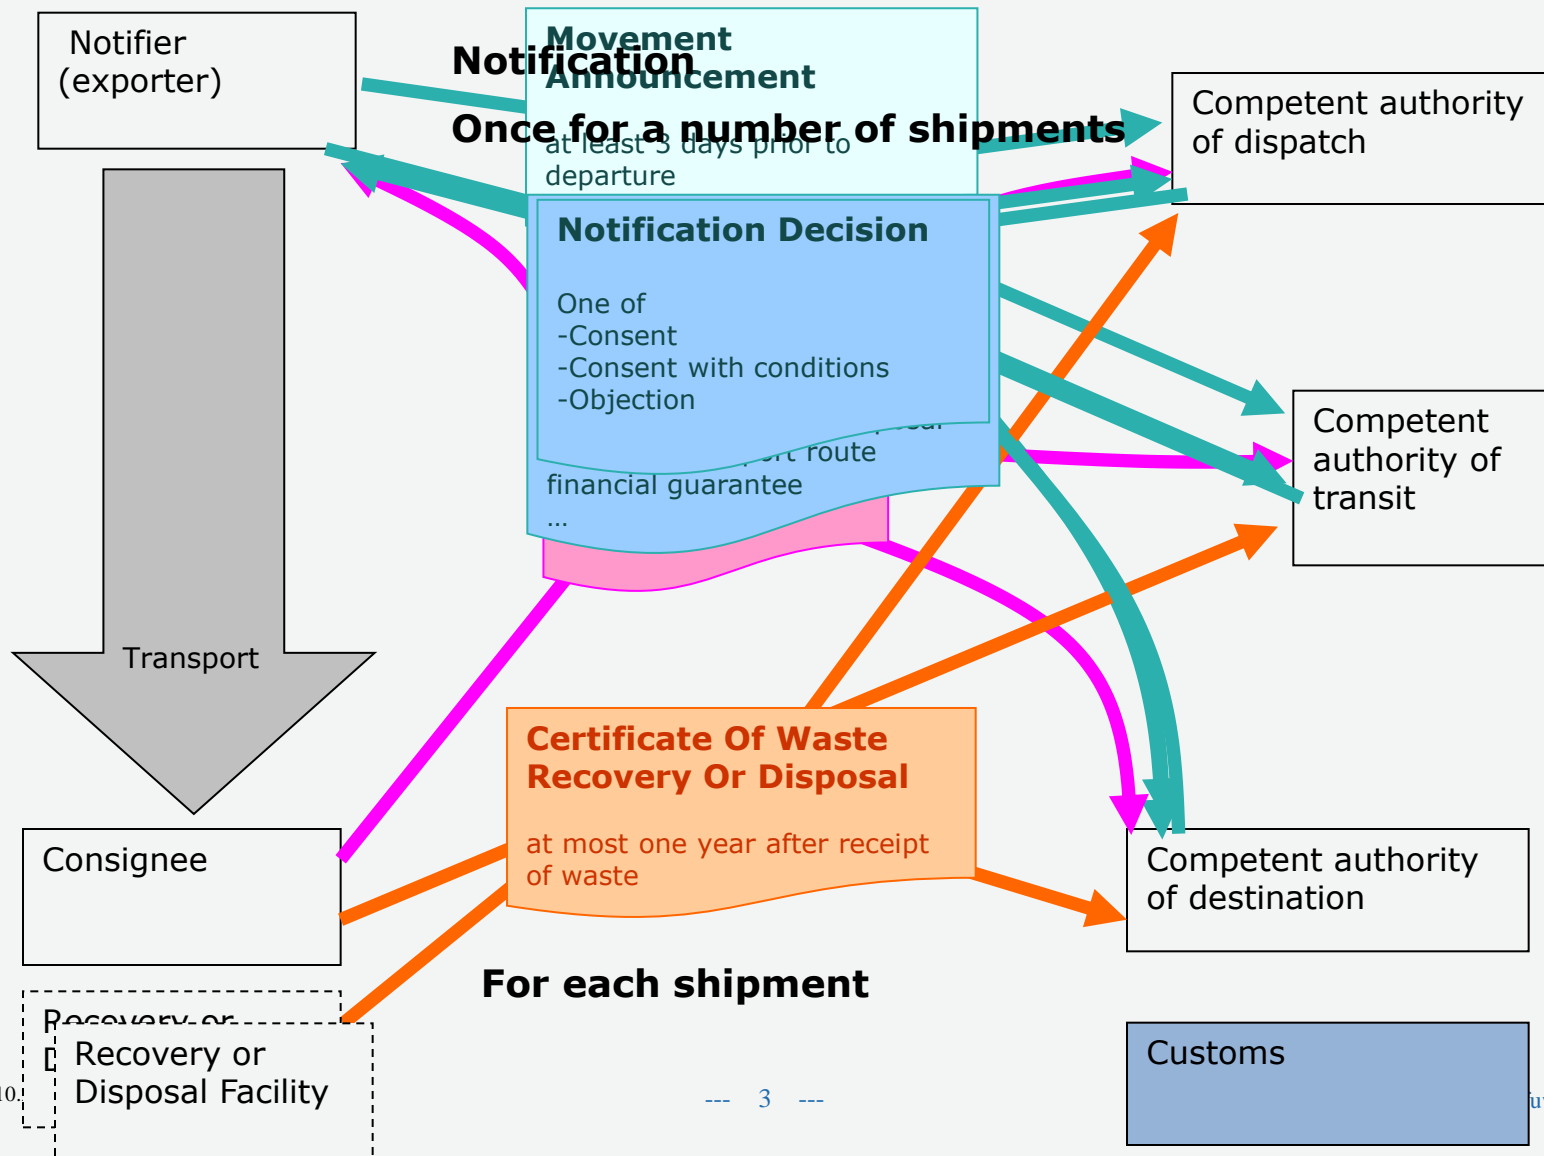 Notifier
(exporter)
Movement
Announcement
at least 3 days prior to
departure
Notification
Once for a number of shipments
Competent authority
of dispatch
Notification Decision
One of
-Consent
-Consent with conditions
-Objection
route
financial guarantee
...
Competent
authority of
transit
Transport
Certificate Of Waste
Recovery Or Disposal
at most one year after receipt
of waste
Consignee
Competent authority
of destination
For each shipment
Recovery or
Recovery or
Disposal Facility
Customs
--- 3 ---